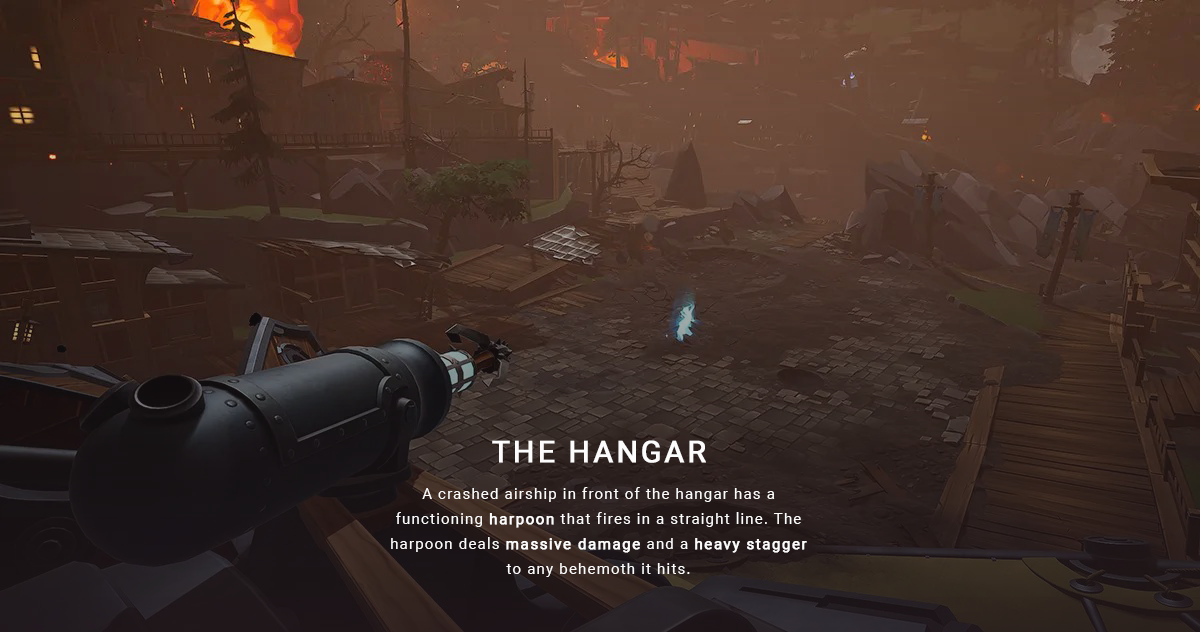 THE HANGAR
A crashed airship in front of the hangar has a
functioning harpoon that fires in a straight line. The
harpoon deals massive damage and a heavy stagger
to any behemoth it hits.